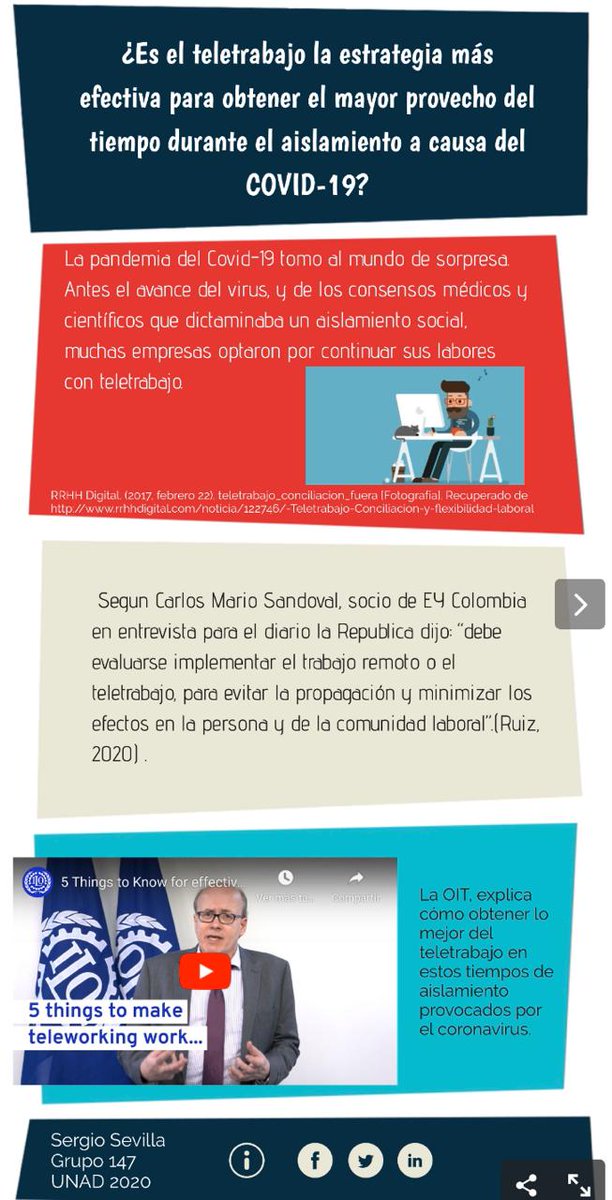 ¿Es el teletrabajo la estrategia más
efectiva para obtener el mayor provecho del
tiempo durante el aislamiento a causa del
COVID-19?
La pandemia del Covid-19 tomo al mundo de sorpresa.
Antes el avance del virus, y de los consensos médicos y
científicos que dictaminaba un aislamiento social,
muchas empresas optaron por continuar sus labores
con teletrabajo.
RRHH Digital. (2017, febrero 22). teletrabajo_conciliacion_fuera [Fotografía]. Recuperado de
http://www.rrhhdigital.com/noticia/122746/-Teletrabajo-Conciliacion-y-flexibilidad-laboral
Segun Carlos Mario Sandoval, socio de EY Colombia
en entrevista para el diario la Republica dijo: “debe
evaluarse implementar el trabajo remoto o el
teletrabajo, para evitar la propagación y minimizar los
efectos en la persona y de la comunidad laboral”.(Ruiz,
2020) .
5 Things to Know for effectiv...
Ver más ta...
Compartir
5 things to make
teleworking work...
La OIT, explica
cómo obtener lo
mejor del
teletrabajo en
estos tiempos de
aislamiento
provocados por
el coronavirus.
Sergio Sevilla
Grupo 147
UNAD 2020